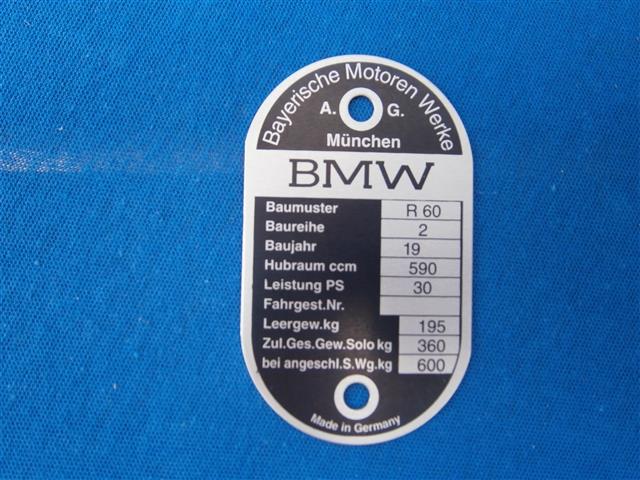 Bayerische Motoren Werke
A. G.
München
BMW
Baumuster R 60
Baureihe 2
Baujahr 19
Hubraum ccm 590
Leistung PS 30
Fahrgest.Nr.
Leergew.kg 195
Zul.Ges.Gew.Solo kg 360
bei angeschl.S.Wg.kg 600
Made in Germany